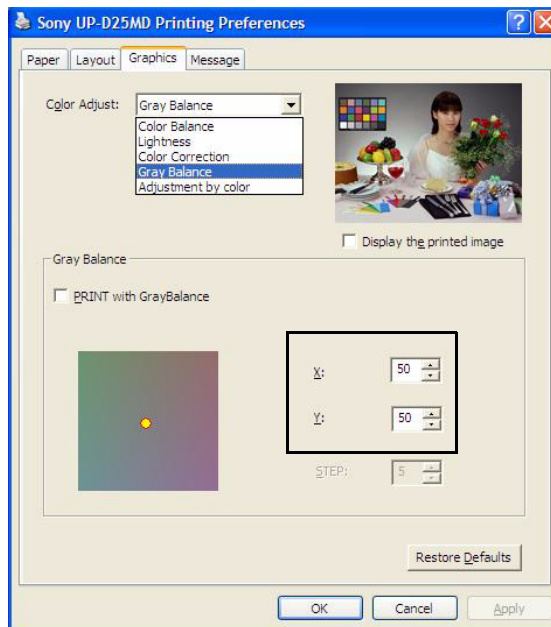 Sony UP-D25MD Printing Preferences
Paper Layout Graphics Message
Color Adjust: Gray Balance
Color Balance
Lightness
Color Correction
Gray Balance
Adjustment by color
Display the printed image
Gray Balance
PRINT with GrayBalance
X: 50
Y: 50
STEP: 5
Restore Defaults
OK Cancel Apply